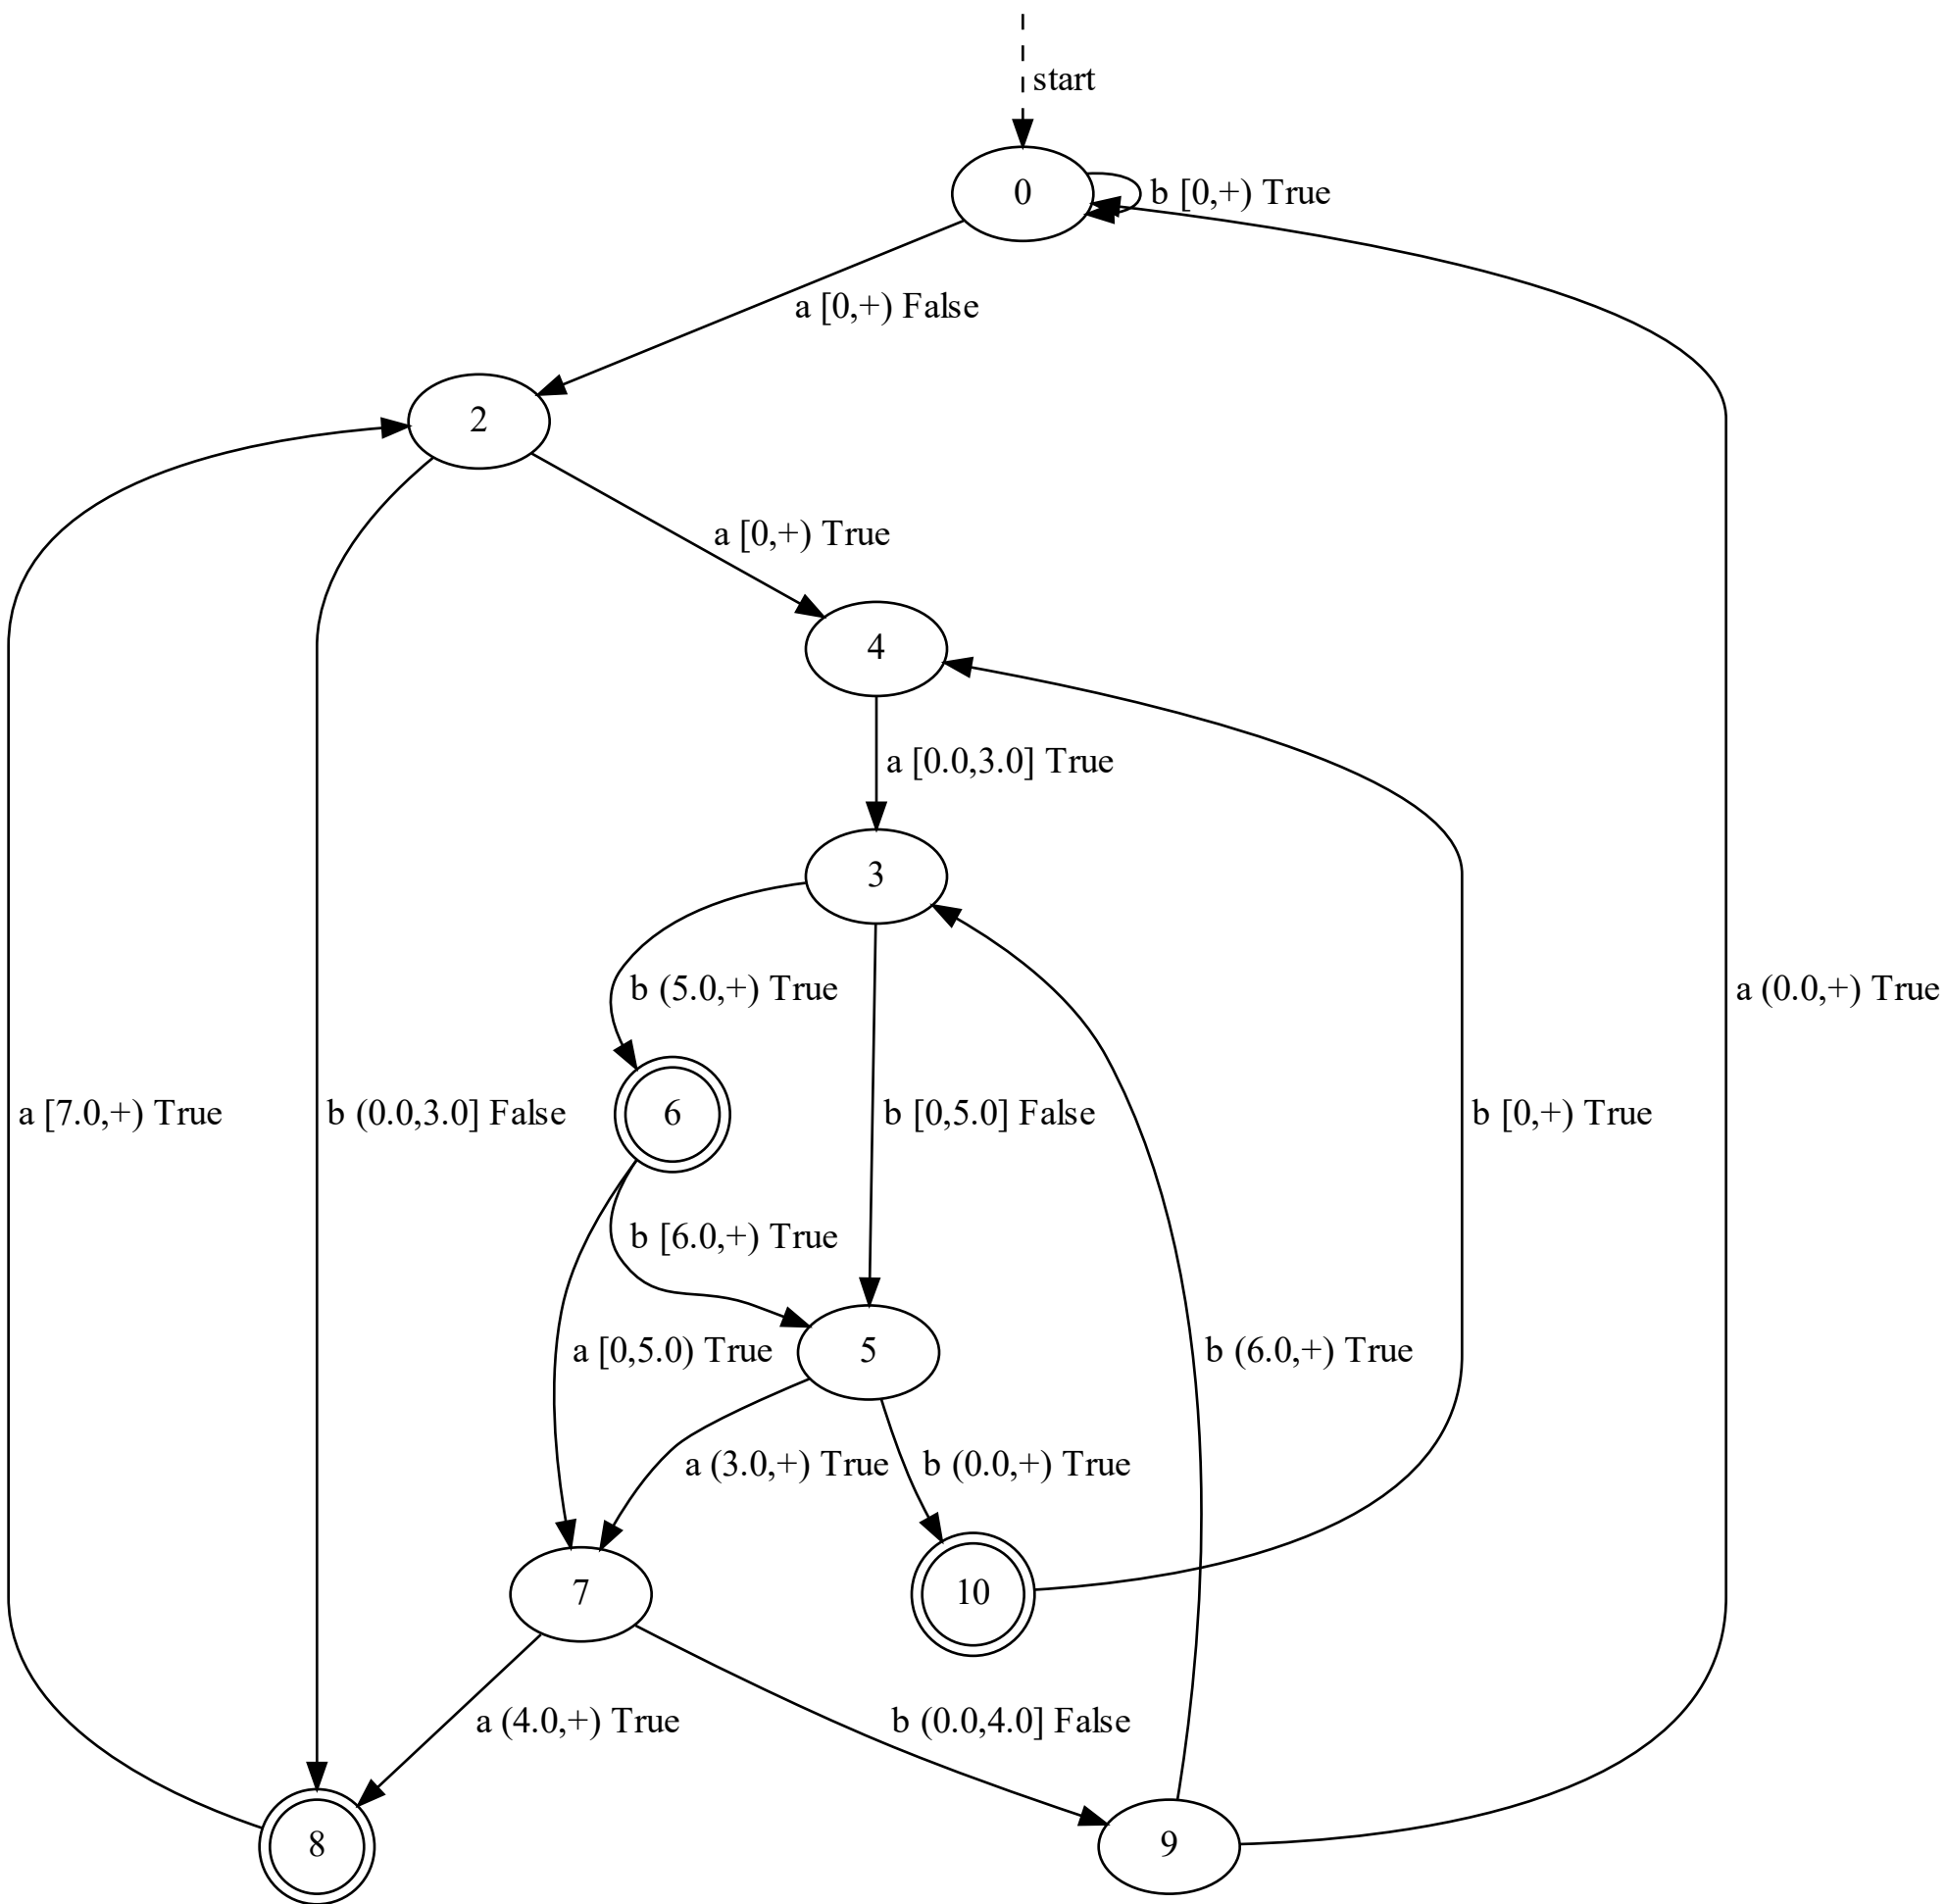 start
0
b [0,+) True
a [0,+) False
2
a [0,+) True
4
a [0.0,3.0] True
3
b (5.0,+) True
a (0.0,+) True
6
a [7.0,+) True
b (0.0,3.0] False
b [0,5.0] False
b [0,+) True
b [6.0,+) True
a [0,5.0) True
5
b (6.0,+) True
a (3.0,+) True
b (0.0,+) True
7
10
a (4.0,+) True
b (0.0,4.0] False
8
9